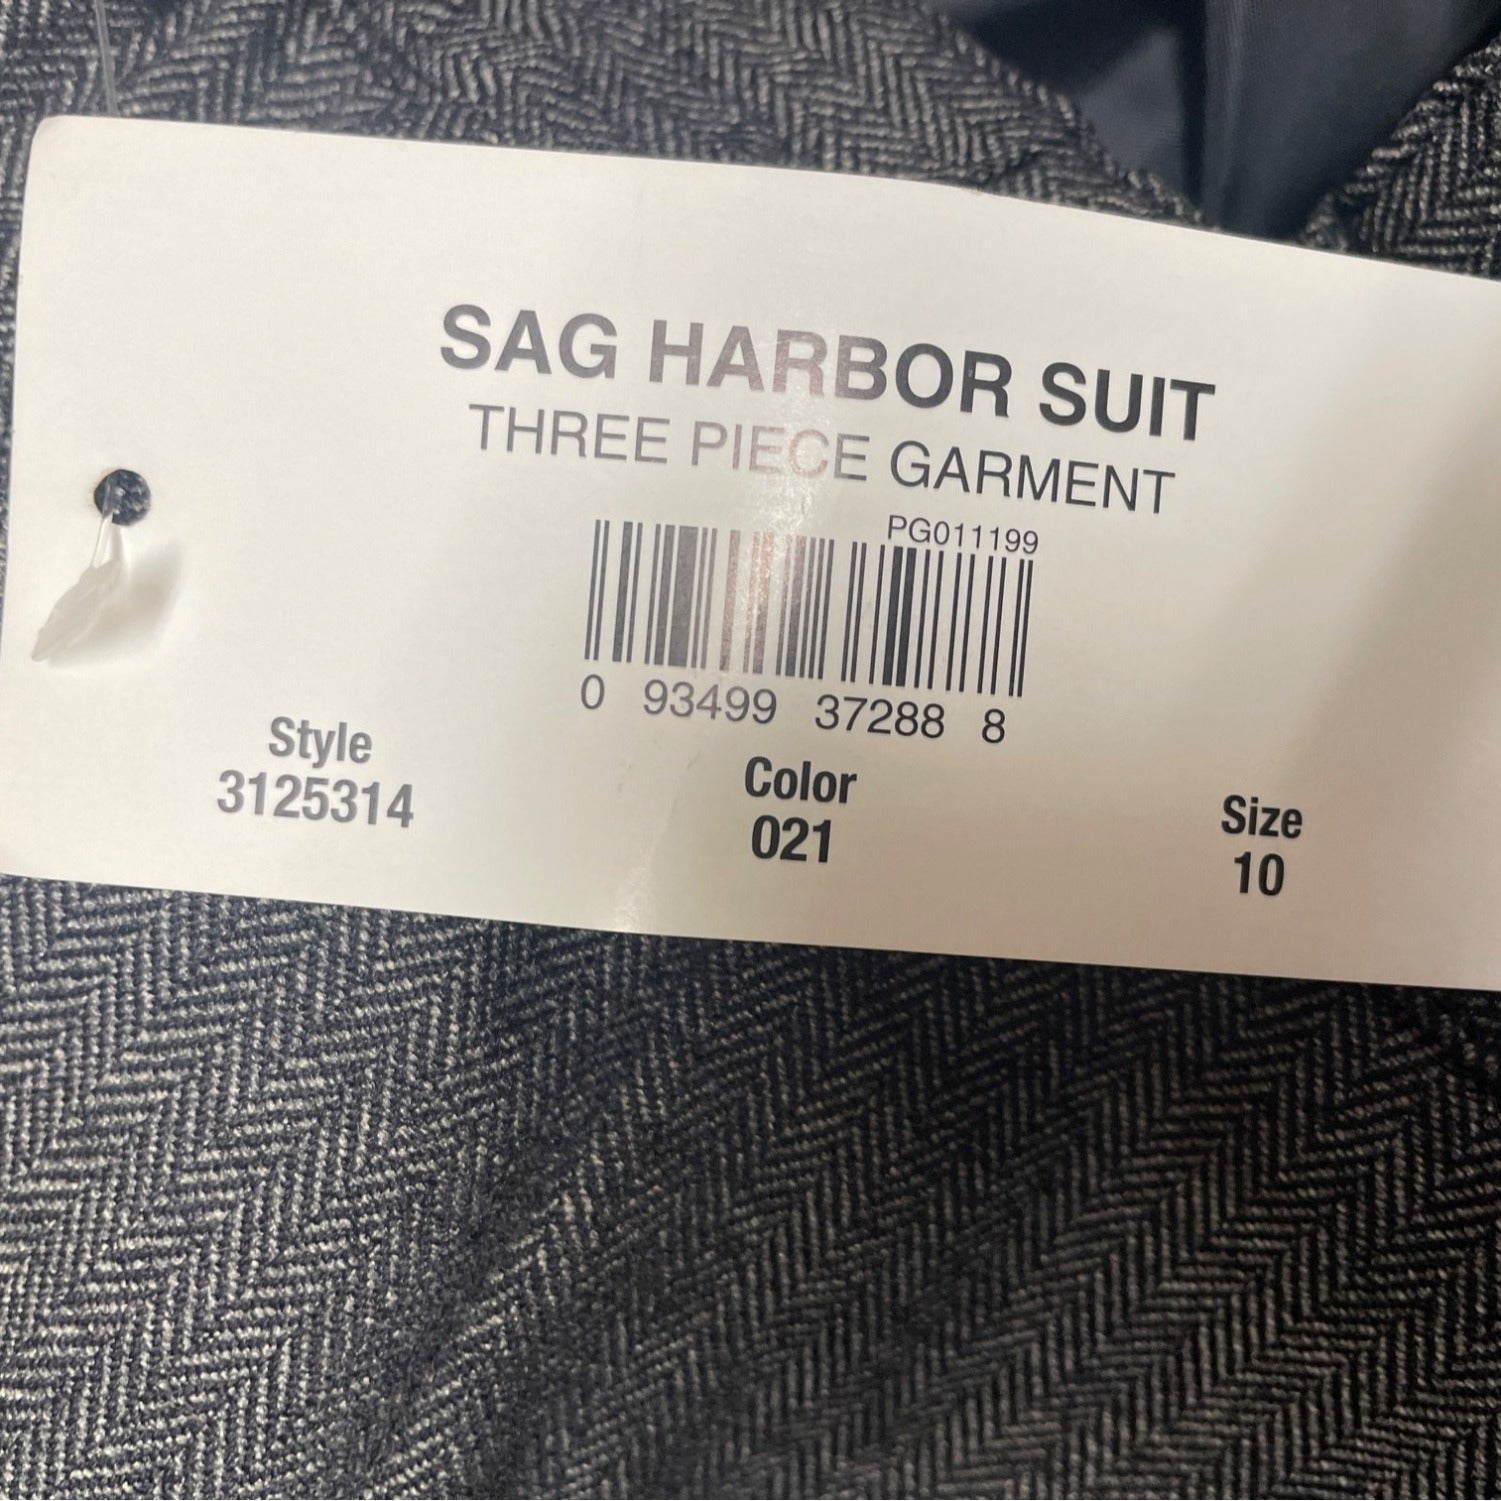 SAG HARBOR SUIT
THREE PIECE GARMENT
PG011199
0 93499 37288 8
Style
3125314
Color
021
Size
10